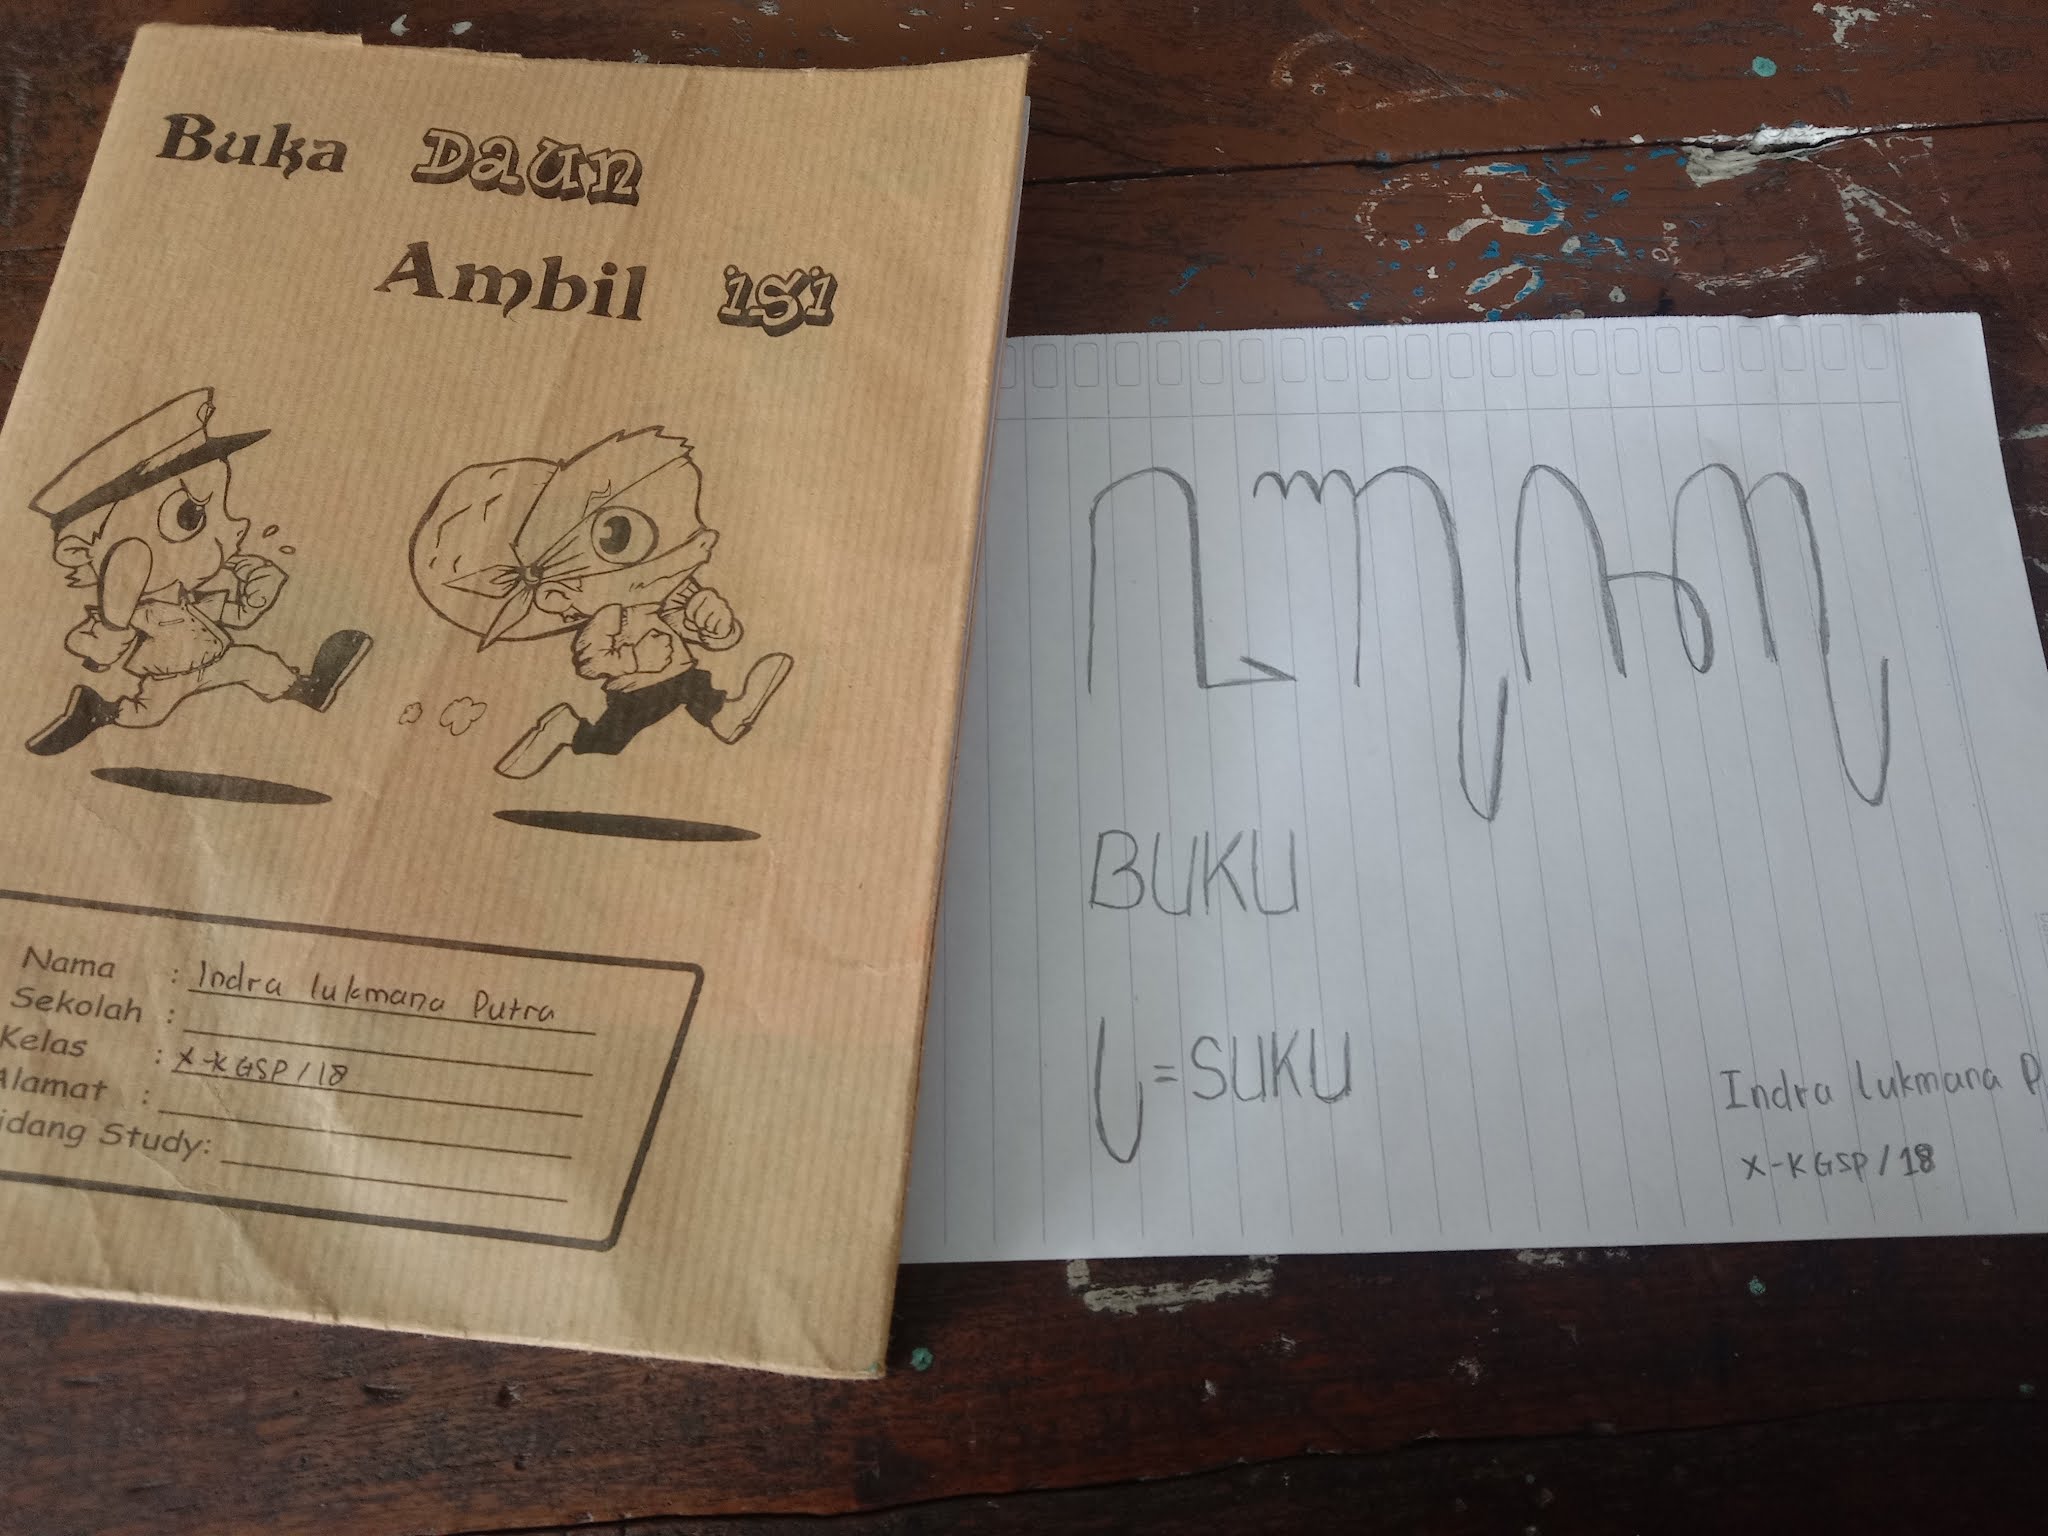 Buka Daun
Ambil isi
Nama : Indra lukmana Putra
Sekolah :
Kelas : X-KGSP/18
Alamat :
idang Study:
ꦧꦸꦏꦸ
BUKU
ꦸ = SUKU
Indra lukmana P
X-KGSP/18